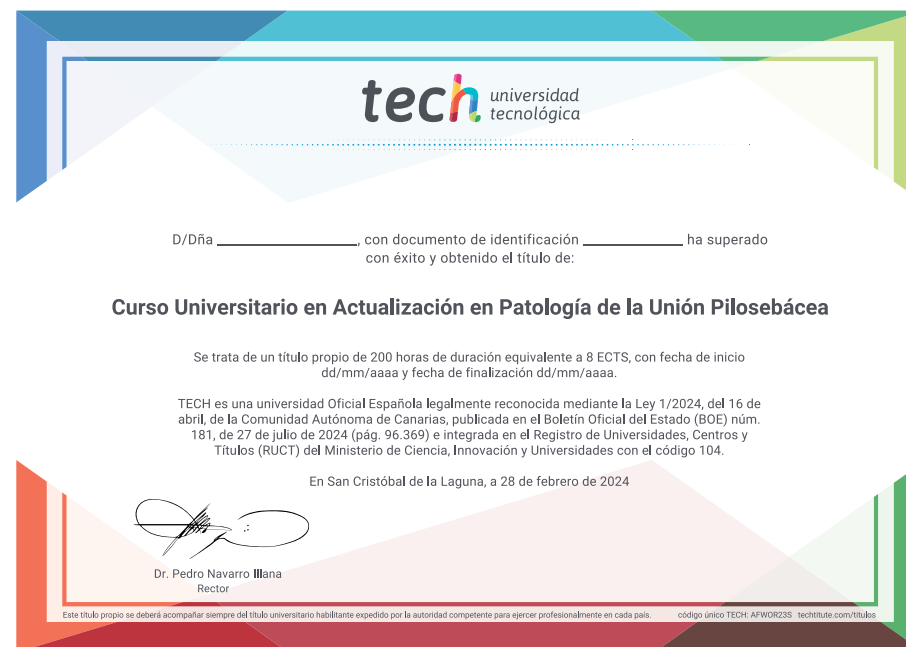 tech universidad
tecnológica
D/Dña ____________, con documento de identificación ____________ ha superado
con éxito y obtenido el título de:
Curso Universitario en Actualización en Patología de la Unión Pilosebácea
Se trata de un título propio de 200 horas de duración equivalente a 8 ECTS, con fecha de inicio
dd/mm/aaaa y fecha de finalización dd/mm/aaaa.
TECH es una universidad Oficial Española legalmente reconocida mediante la Ley 1/2024, del 16 de
abril, de la Comunidad Autónoma de Canarias, publicada en el Boletín Oficial del Estado (BOE) núm.
181, de 27 de julio de 2024 (pág. 96.369) e integrada en el Registro de Universidades, Centros y
Títulos (RUCT) del Ministerio de Ciencia, Innovación y Universidades con el código 104.
En San Cristóbal de la Laguna, a 28 de febrero de 2024
Dr. Pedro Navarro Illana
Rector
Este título propio se deberá acompañar siempre del título universitario habilitante expedido por la autoridad competente para ejercer profesionalmente en cada país. código único TECH: AFWOR23S techtitute.com/titulos